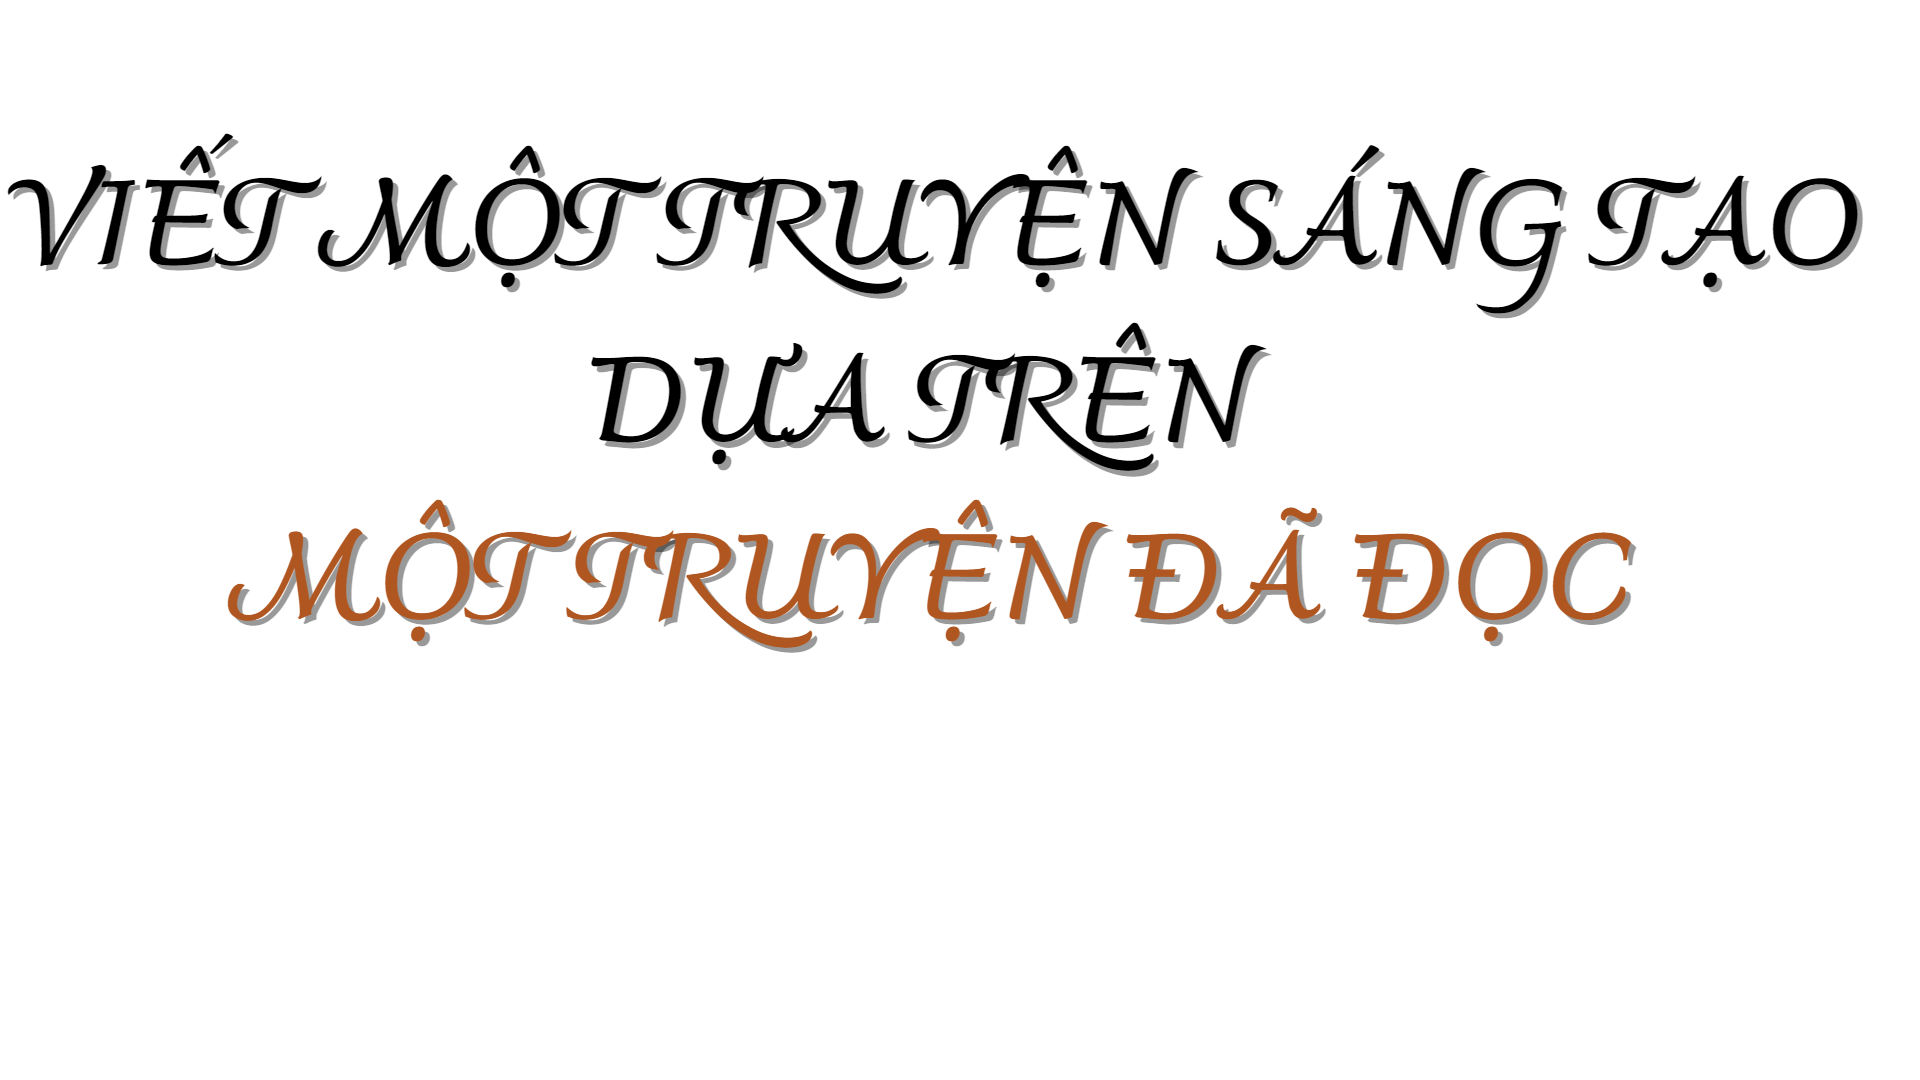 VIẾT MỘT TRUYỆN SÁNG TẠO
DỰA TRÊN
MỘT TRUYỆN ĐÃ ĐỌC